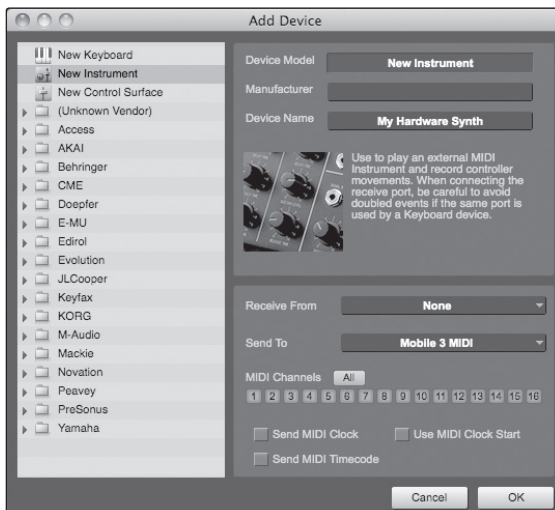 Add Device
New Keyboard
New Instrument
New Control Surface
(Unknown Vendor)
Access
AKAI
Behringer
CME
Doepfer
E-MU
Edirol
Evolution
JLCooper
Keyfax
KORG
M-Audio
Mackie
Novation
Peavey
PreSonus
Yamaha
Device Model New Instrument
Manufacturer
Device Name My Hardware Synth
Use to play an external MIDI
Instrument and record controller
movements. When connecting the
receive port, be careful to avoid
doubled events if the same port is
used by a Keyboard device.
Receive From None
Send To Mobile 3 MIDI
MIDI Channels All
1 2 3 4 5 6 7 8 9 10 11 12 13 14 15 16
Send MIDI Clock Use MIDI Clock Start
Send MIDI Timecode
Cancel OK